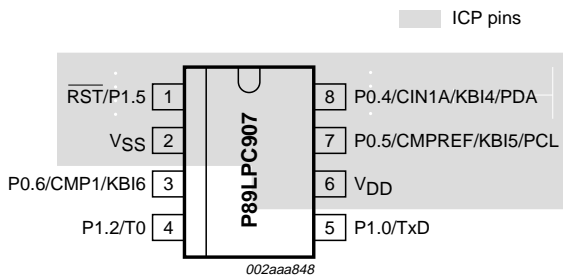 ICP pins
RST/P1.5 1
8 P0.4/CIN1A/KBI4/PDA
VSS 2
7 P0.5/CMPREF/KBI5/PCL
P0.6/CMP1/KBI6 3
6 VDD
P1.2/T0 4
5 P1.0/TxD
P89LPC907
002aaa848